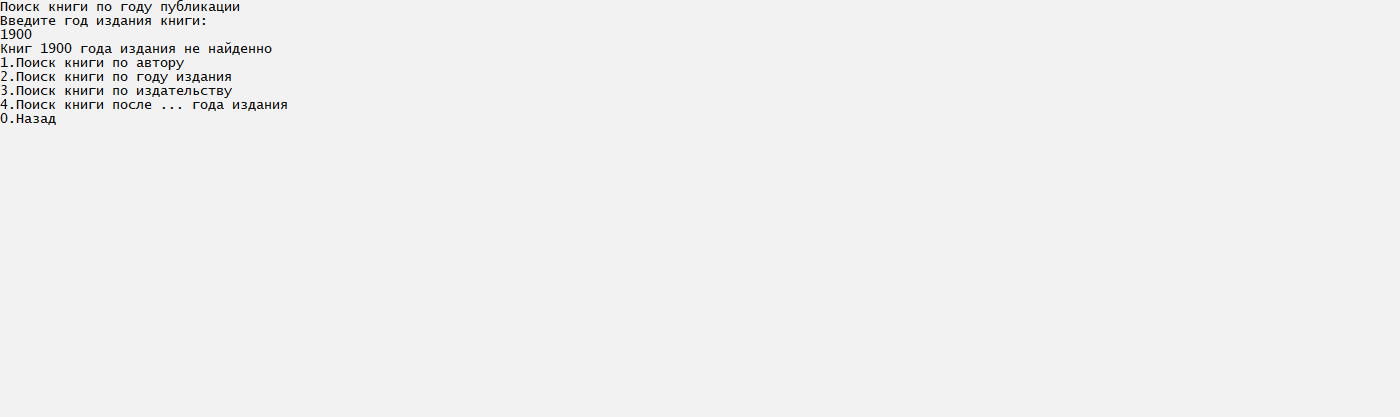 Поиск книги по году публикации
Введите год издания книги:
1900
Книг 1900 года издания не найденно
1.Поиск книги по автору
2.Поиск книги по году издания
3.Поиск книги по издательству
4.Поиск книги после ... года издания
0.Назад